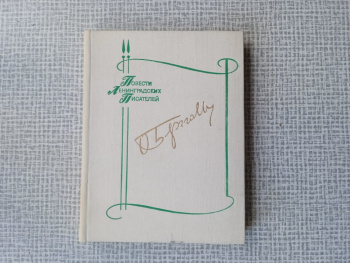 Повести
Ленинградских
Писателей